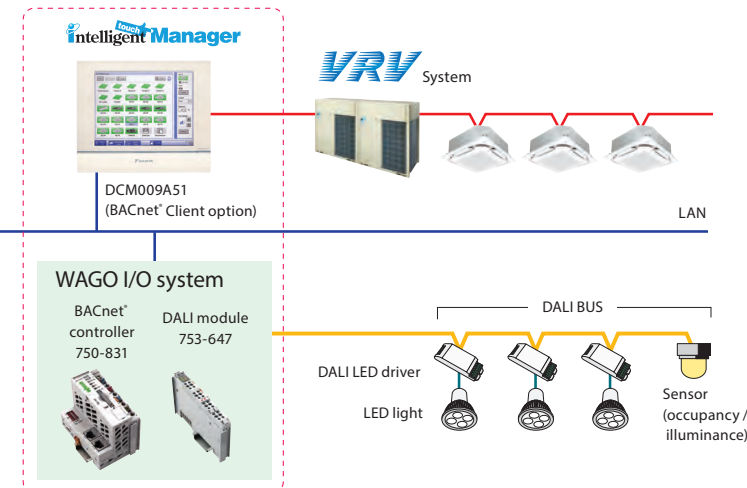 touch
intelligent Manager
VRV System
DAIKIN
DCM009A51
(BACnet® Client option)
LAN
WAGO I/O system
BACnet®
controller
750-831
DALI module
753-647
DALI BUS
DALI LED driver
LED light
Sensor
(occupancy /
illuminance)